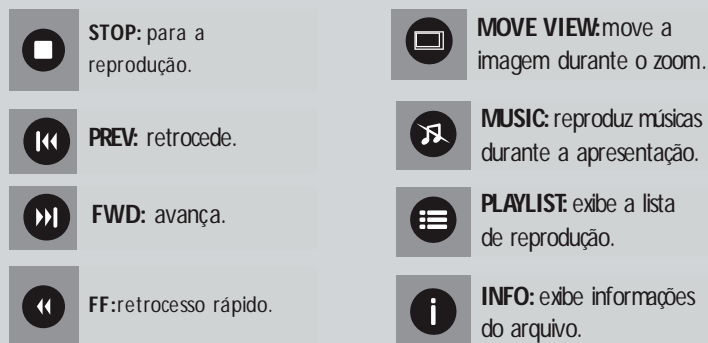 STOP: para a
reprodução.
PREV: retrocede.
FWD: avança.
FF:retrocesso rápido.
MOVE VIEW:move a
imagem durante o zoom.
MUSIC: reproduz músicas
durante a apresentação.
PLAYLIST: exibe a lista
de reprodução.
INFO: exibe informações
do arquivo.